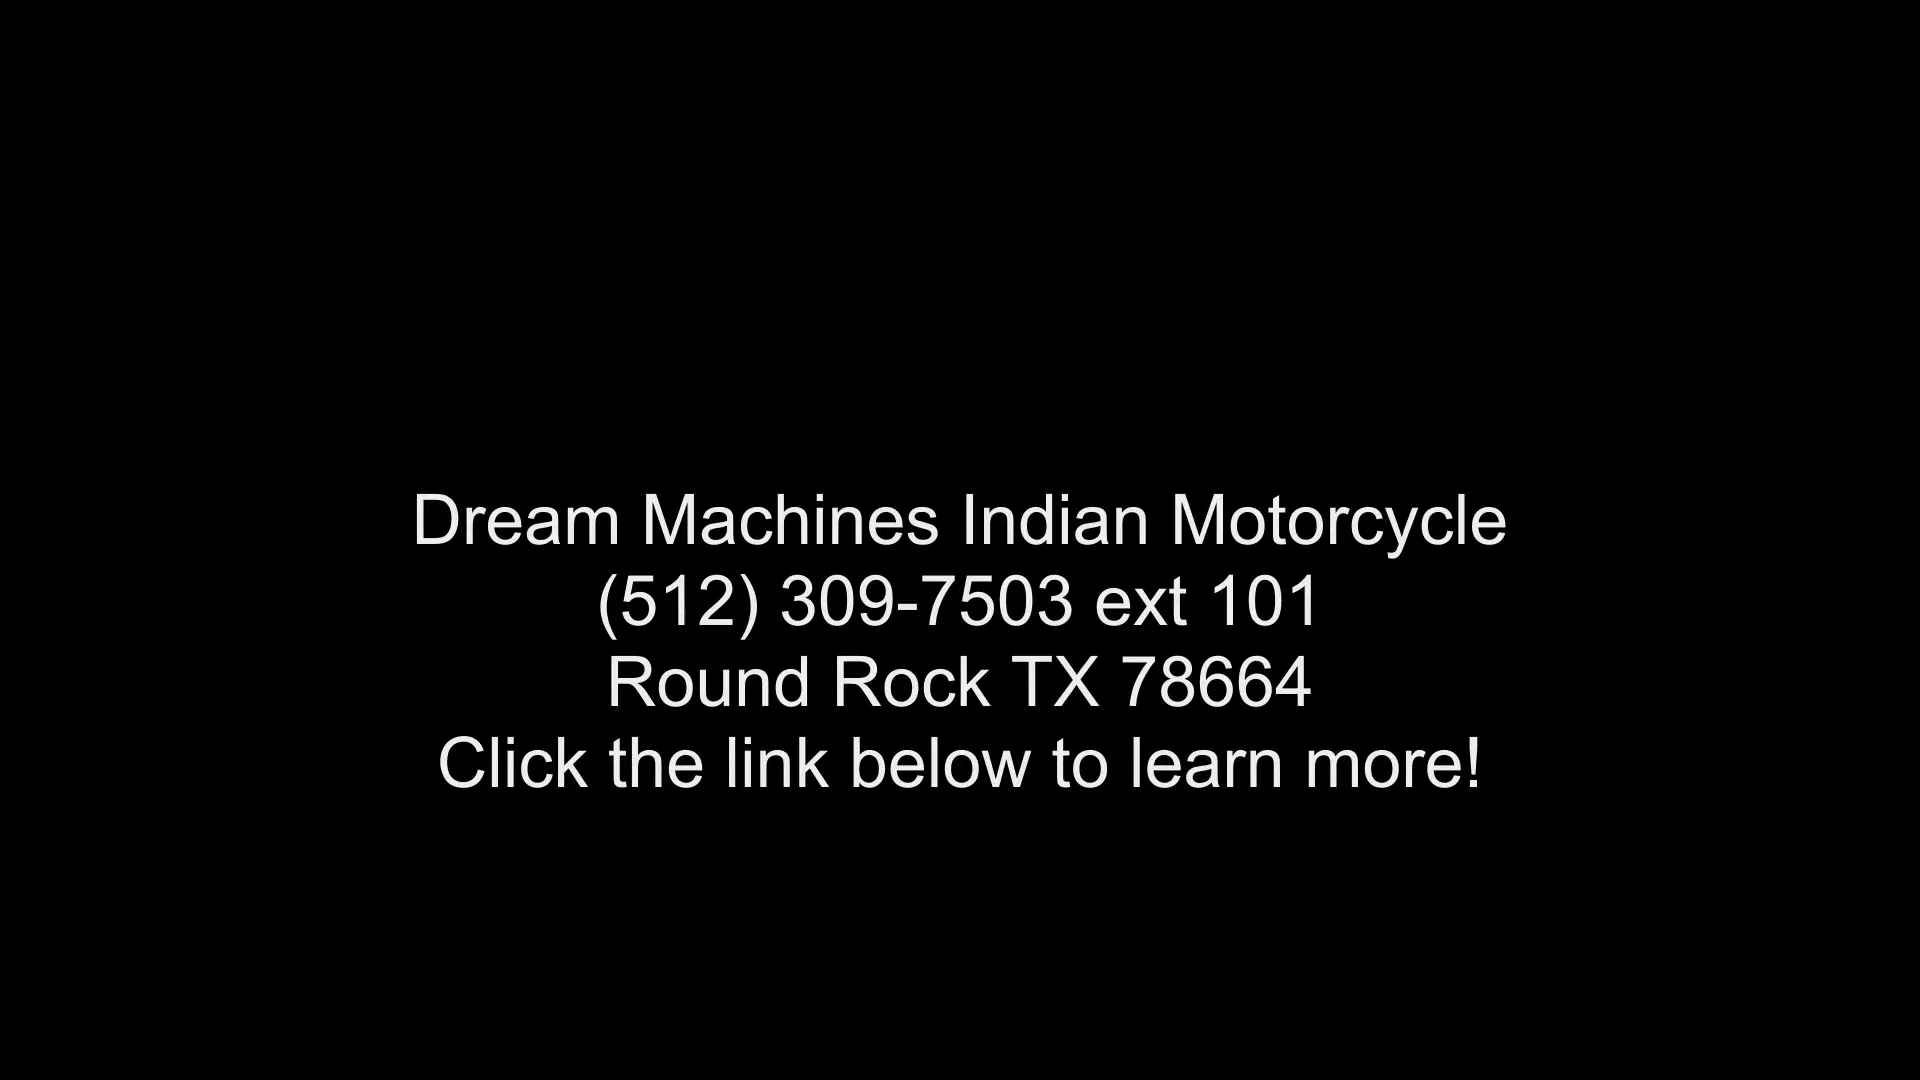 Dream Machines Indian Motorcycle
(512) 309-7503 ext 101
Round Rock TX 78664
Click the link below to learn more!